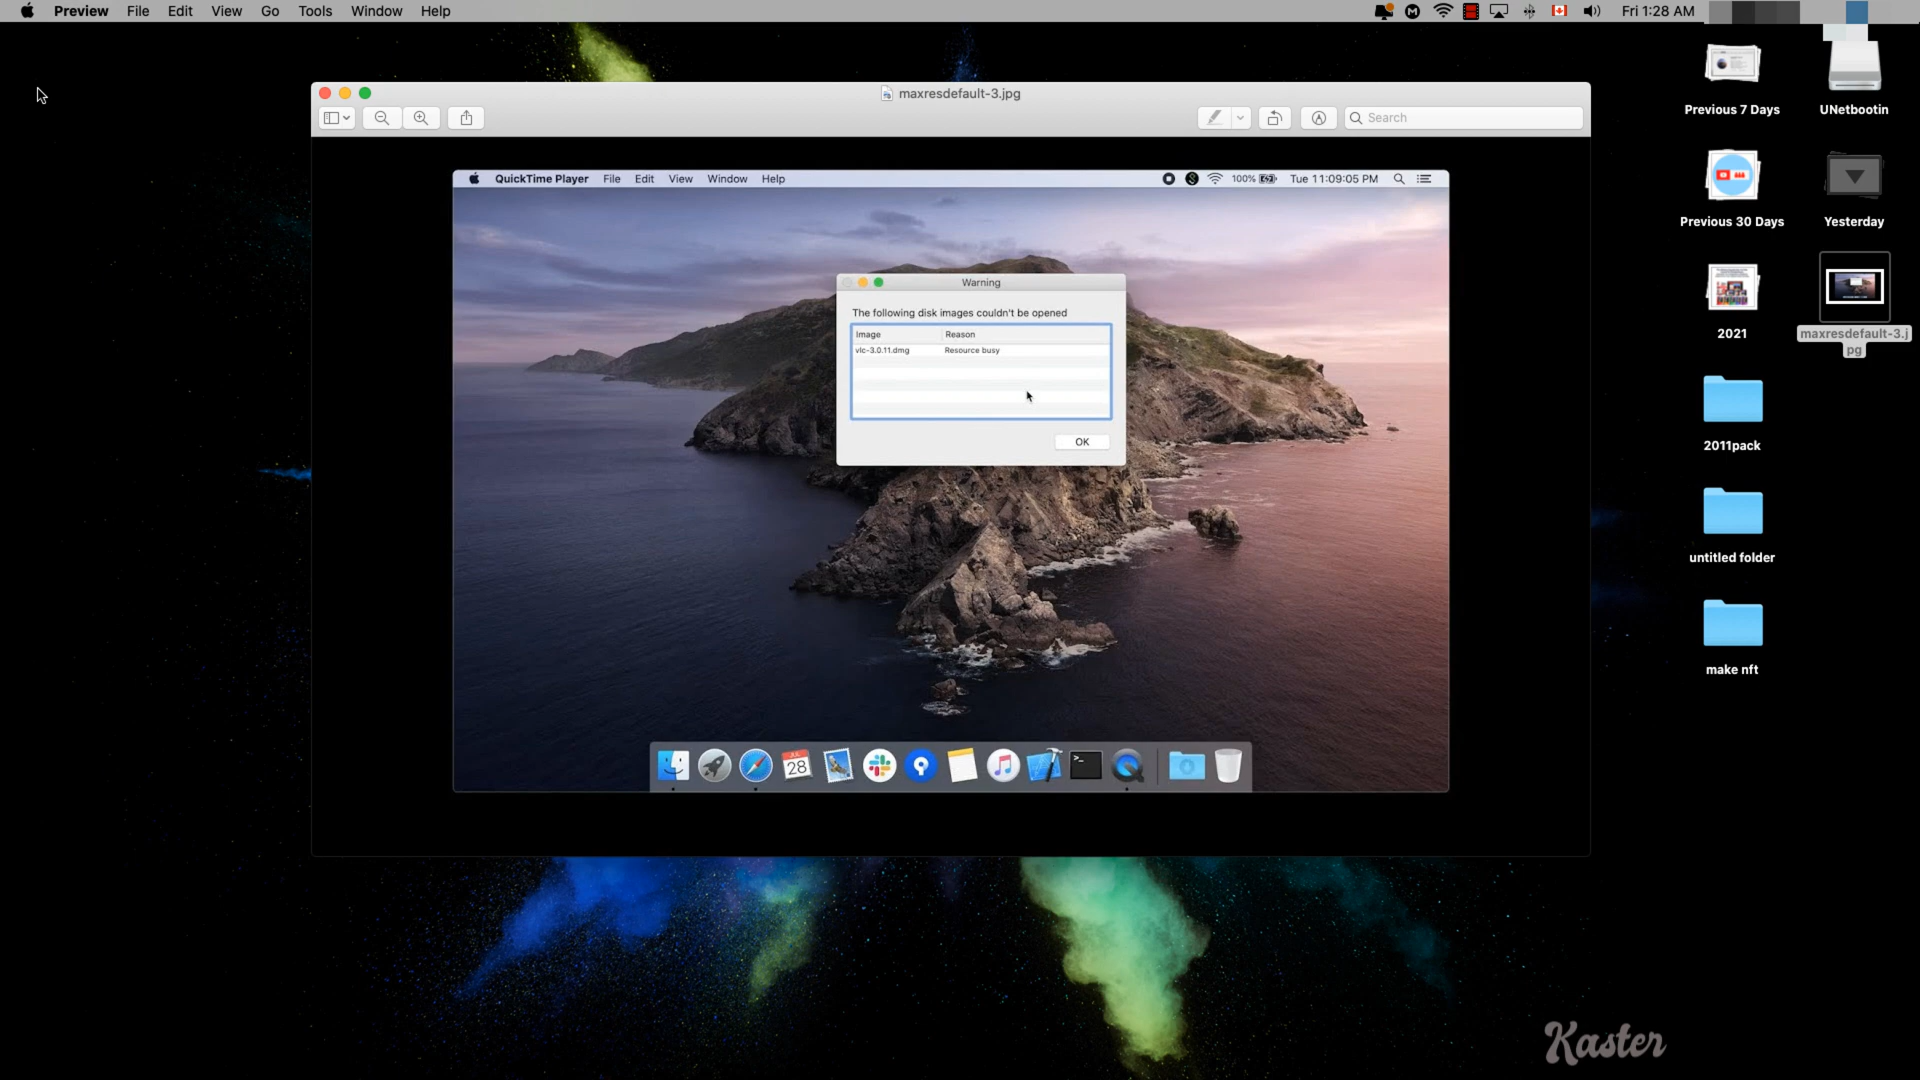 Preview File Edit View Go Tools Window Help
Fri 1:28 AM
maxresdefault-3.jpg
Search
QuickTime Player File Edit View Window Help
100% Tue 11:09:05 PM
Warning
The following disk images couldn't be opened
Image Reason
vlc-3.0.11.dmg Resource busy
OK
JUL
28
Previous 7 Days
UNetbootin
Previous 30 Days
Yesterday
2021
maxresdefault-3.j
pg
2011pack
untitled folder
make nft
Kaster